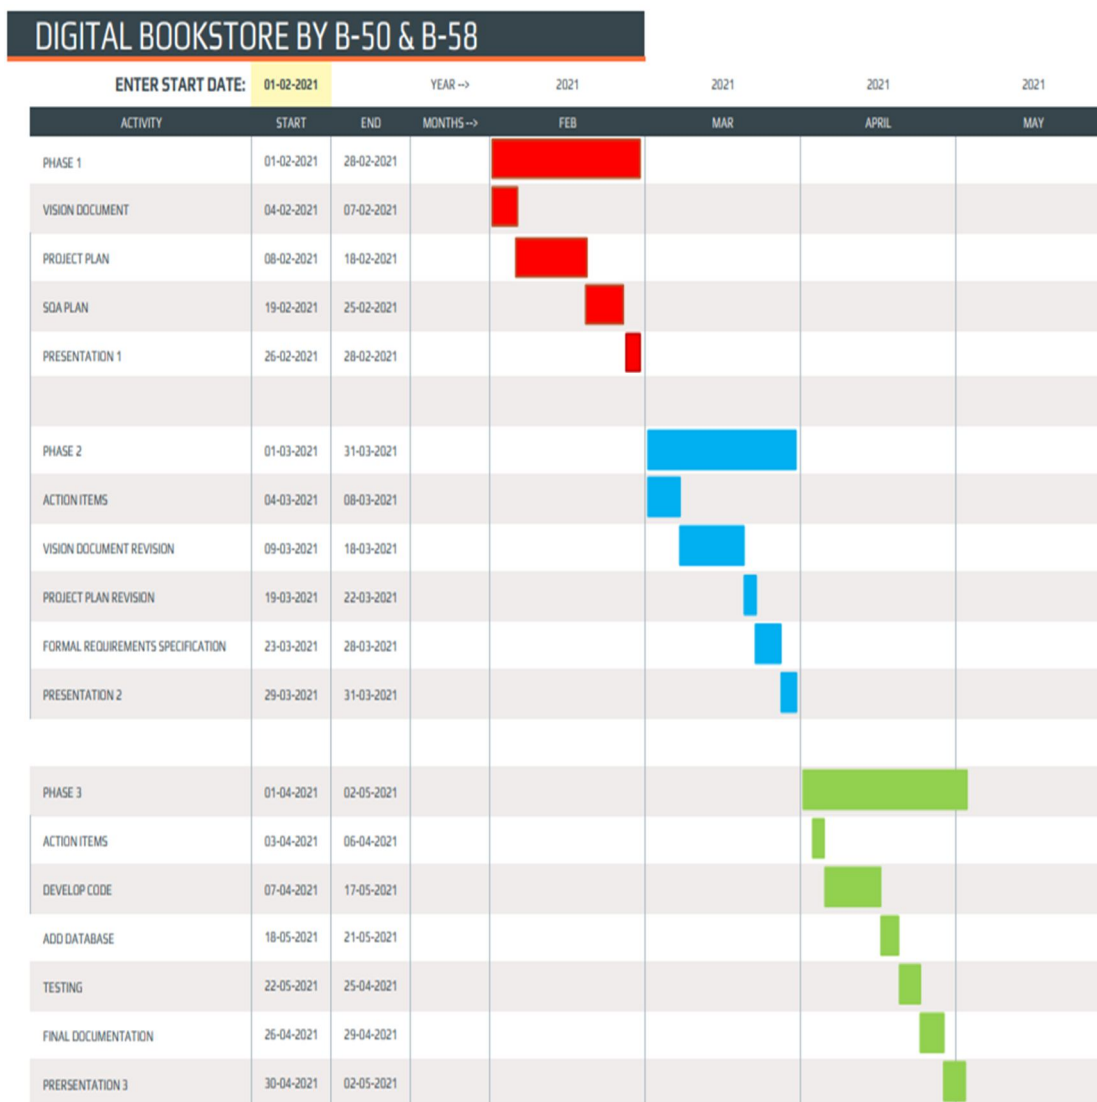 DIGITAL BOOKSTORE BY B-50 & B-58
ENTER START DATE: 01-02-2021 YEAR --> 2021 2021 2021 2021
ACTIVITY START END MONTHS --> FEB MAR APRIL MAY
PHASE 1 01-02-2021 28-02-2021
VISION DOCUMENT 04-02-2021 07-02-2021
PROJECT PLAN 08-02-2021 18-02-2021
SQA PLAN 19-02-2021 25-02-2021
PRESENTATION 1 26-02-2021 28-02-2021
PHASE 2 01-03-2021 31-03-2021
ACTION ITEMS 04-03-2021 08-03-2021
VISION DOCUMENT REVISION 09-03-2021 18-03-2021
PROJECT PLAN REVISION 19-03-2021 22-03-2021
FORMAL REQUIREMENTS SPECIFICATION 23-03-2021 28-03-2021
PRESENTATION 2 29-03-2021 31-03-2021
PHASE 3 01-04-2021 02-05-2021
ACTION ITEMS 03-04-2021 06-04-2021
DEVELOP CODE 07-04-2021 17-05-2021
ADD DATABASE 18-05-2021 21-05-2021
TESTING 22-05-2021 25-04-2021
FINAL DOCUMENTATION 26-04-2021 29-04-2021
PRERSENTATION 3 30-04-2021 02-05-2021